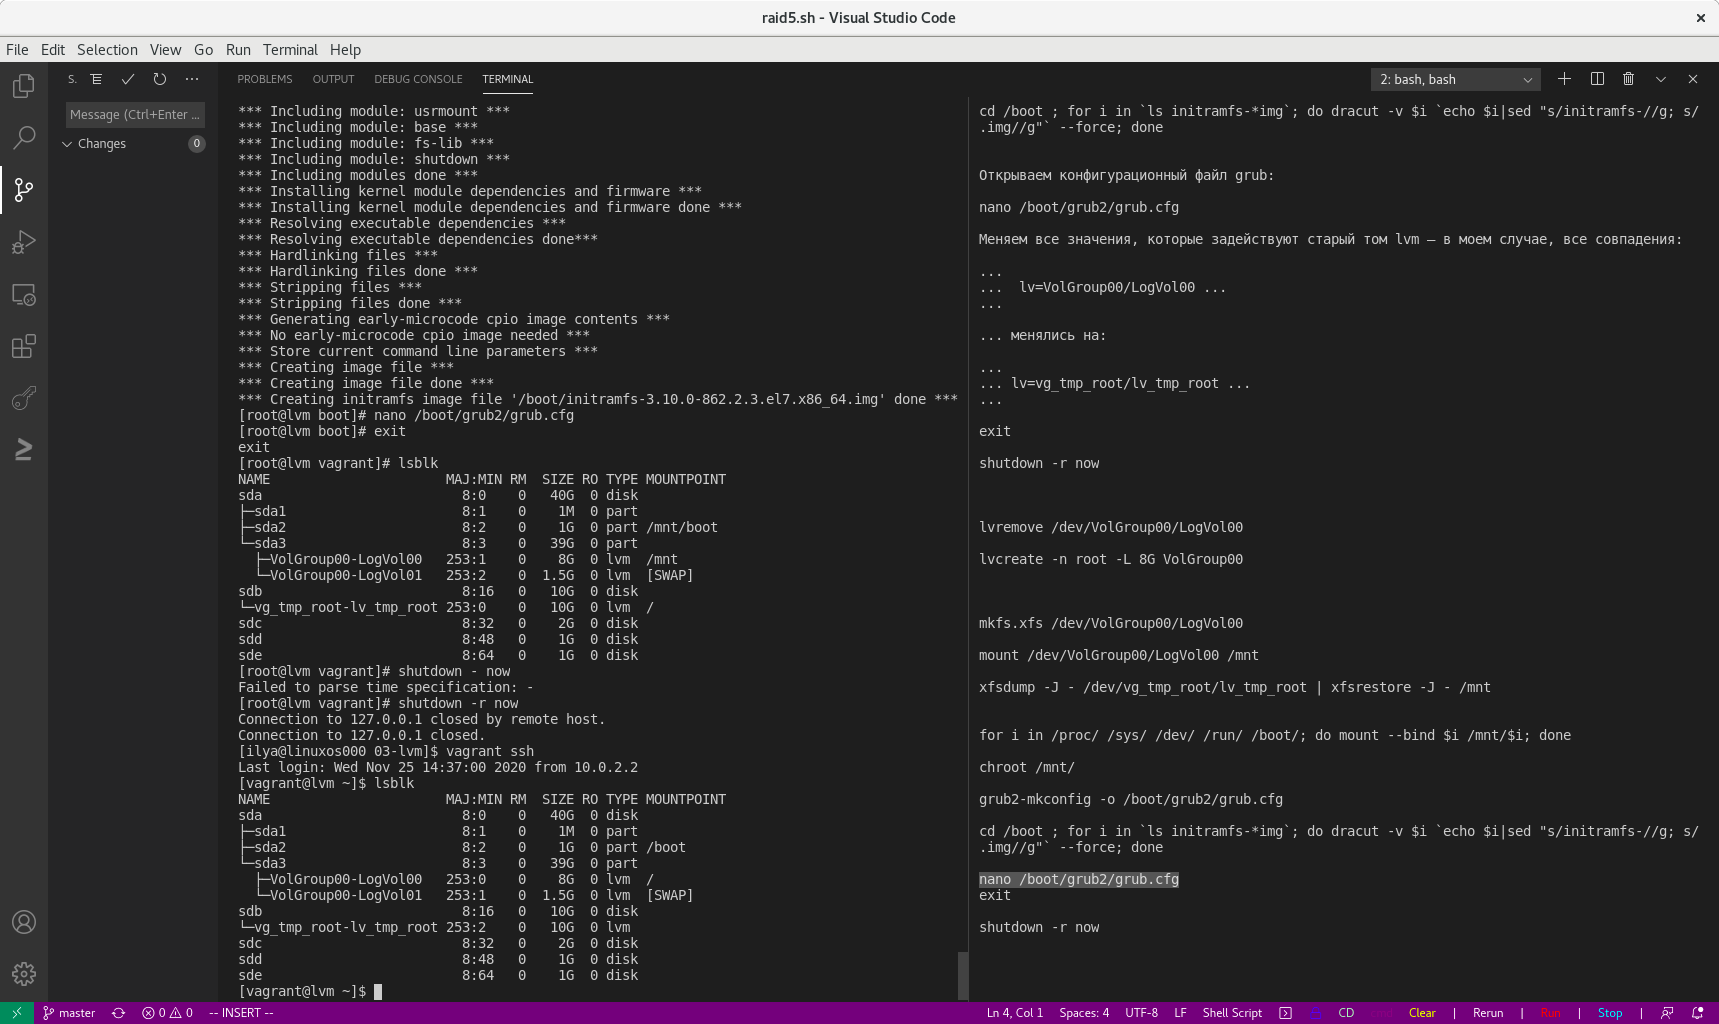 raid5.sh - Visual Studio Code
File Edit Selection View Go Run Terminal Help
S.
Message (Ctrl+Enter ...
Changes 0
PROBLEMS OUTPUT DEBUG CONSOLE TERMINAL
2: bash, bash
*** Including module: usrmount ***
*** Including module: base ***
*** Including module: fs-lib ***
*** Including module: shutdown ***
*** Including modules done ***
*** Installing kernel module dependencies and firmware ***
*** Installing kernel module dependencies and firmware done ***
*** Resolving executable dependencies ***
*** Resolving executable dependencies done***
*** Hardlinking files ***
*** Hardlinking files done ***
*** Stripping files ***
*** Stripping files done ***
*** Generating early-microcode cpio image contents ***
*** No early-microcode cpio image needed ***
*** Store current command line parameters ***
*** Creating image file ***
*** Creating image file done ***
*** Creating initramfs image file '/boot/initramfs-3.10.0-862.2.3.el7.x86_64.img' done ***
[root@lvm boot]# nano /boot/grub2/grub.cfg
[root@lvm boot]# exit
exit
[root@lvm vagrant]# lsblk
NAME                      MAJ:MIN RM  SIZE RO TYPE MOUNTPOINT
sda                         8:0    0   40G  0 disk
├─sda1                      8:1    0    1M  0 part
├─sda2                      8:2    0    1G  0 part /mnt/boot
└─sda3                      8:3    0   39G  0 part
  ├─VolGroup00-LogVol00   253:1    0    8G  0 lvm  /mnt
  └─VolGroup00-LogVol01   253:2    0  1.5G  0 lvm  [SWAP]
sdb                         8:16   0   10G  0 disk
└─vg_tmp_root-lv_tmp_root 253:0    0   10G  0 lvm  /
sdc                         8:32   0    2G  0 disk
sdd                         8:48   0    1G  0 disk
sde                         8:64   0    1G  0 disk
[root@lvm vagrant]# shutdown - now
Failed to parse time specification: -
[root@lvm vagrant]# shutdown -r now
Connection to 127.0.0.1 closed by remote host.
Connection to 127.0.0.1 closed.
[ilya@linuxos000 03-lvm]$ vagrant ssh
Last login: Wed Nov 25 14:37:00 2020 from 10.0.2.2
[vagrant@lvm ~]$ lsblk
NAME                      MAJ:MIN RM  SIZE RO TYPE MOUNTPOINT
sda                         8:0    0   40G  0 disk
├─sda1                      8:1    0    1M  0 part
├─sda2                      8:2    0    1G  0 part /boot
└─sda3                      8:3    0   39G  0 part
  ├─VolGroup00-LogVol00   253:0    0    8G  0 lvm  /
  └─VolGroup00-LogVol01   253:1    0  1.5G  0 lvm  [SWAP]
sdb                         8:16   0   10G  0 disk
└─vg_tmp_root-lv_tmp_root 253:2    0   10G  0 lvm
sdc                         8:32   0    2G  0 disk
sdd                         8:48   0    1G  0 disk
sde                         8:64   0    1G  0 disk
[vagrant@lvm ~]$
cd /boot ; for i in `ls initramfs-*img`; do dracut -v $i `echo $i|sed "s/initramfs-//g; s/
.img//g"` --force; done
Открываем конфигурационный файл grub:
nano /boot/grub2/grub.cfg
Меняем все значения, которые задействуют старый том lvm — в моем случае, все совпадения:
...
...  lv=VolGroup00/LogVol00 ...
...
... менялись на:
...
... lv=vg_tmp_root/lv_tmp_root ...
...
exit
shutdown -r now
lvremove /dev/VolGroup00/LogVol00
lvcreate -n root -L 8G VolGroup00
mkfs.xfs /dev/VolGroup00/LogVol00
mount /dev/VolGroup00/LogVol00 /mnt
xfsdump -J - /dev/vg_tmp_root/lv_tmp_root | xfsrestore -J - /mnt
for i in /proc/ /sys/ /dev/ /run/ /boot/; do mount --bind $i /mnt/$i; done
chroot /mnt/
grub2-mkconfig -o /boot/grub2/grub.cfg
cd /boot ; for i in `ls initramfs-*img`; do dracut -v $i `echo $i|sed "s/initramfs-//g; s/
.img//g"` --force; done
nano /boot/grub2/grub.cfg
exit
shutdown -r now
master 0 0 -- INSERT --
Ln 4, Col 1 Spaces: 4 UTF-8 LF Shell Script CD cmd Clear | Rerun | Run | Stop |